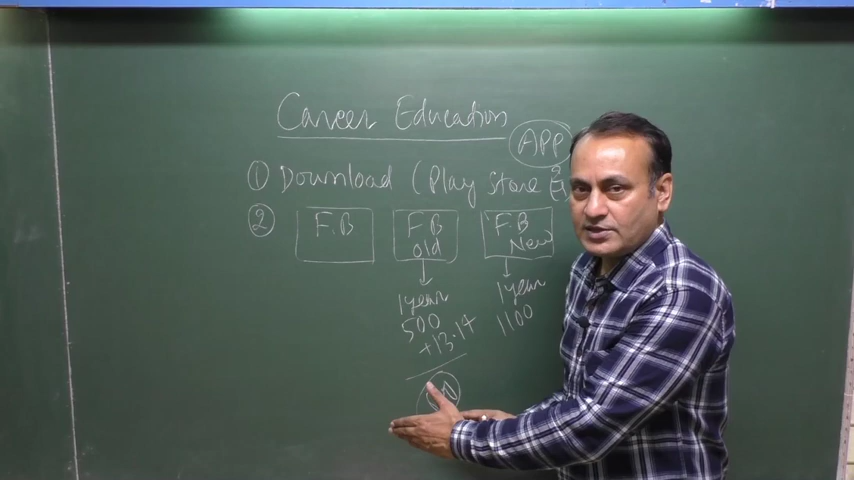 Career Education
APP
① Download (Play Store
② F.B
F.B
old
F.B
New
1year
500
+13.14
1year
1100